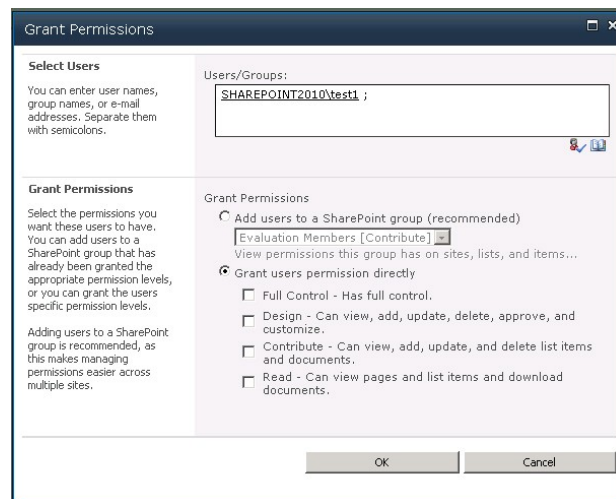 Grant Permissions
Select Users
You can enter user names,
group names, or e-mail
addresses. Separate them
with semicolons.
Users/Groups:
SHAREPOINT2010\test1 ;
Grant Permissions
Select the permissions you
want these users to have.
You can add users to a
SharePoint group that has
already been granted the
appropriate permission levels,
or you can grant the users
specific permission levels.
Adding users to a SharePoint
group is recommended, as
this makes managing
permissions easier across
multiple sites.
Grant Permissions
Add users to a SharePoint group (recommended)
Evaluation Members [Contribute]
View permissions this group has on sites, lists, and items...
Grant users permission directly
Full Control - Has full control.
Design - Can view, add, update, delete, approve, and
customize.
Contribute - Can view, add, update, and delete list items
and documents.
Read - Can view pages and list items and download
documents.
OK
Cancel